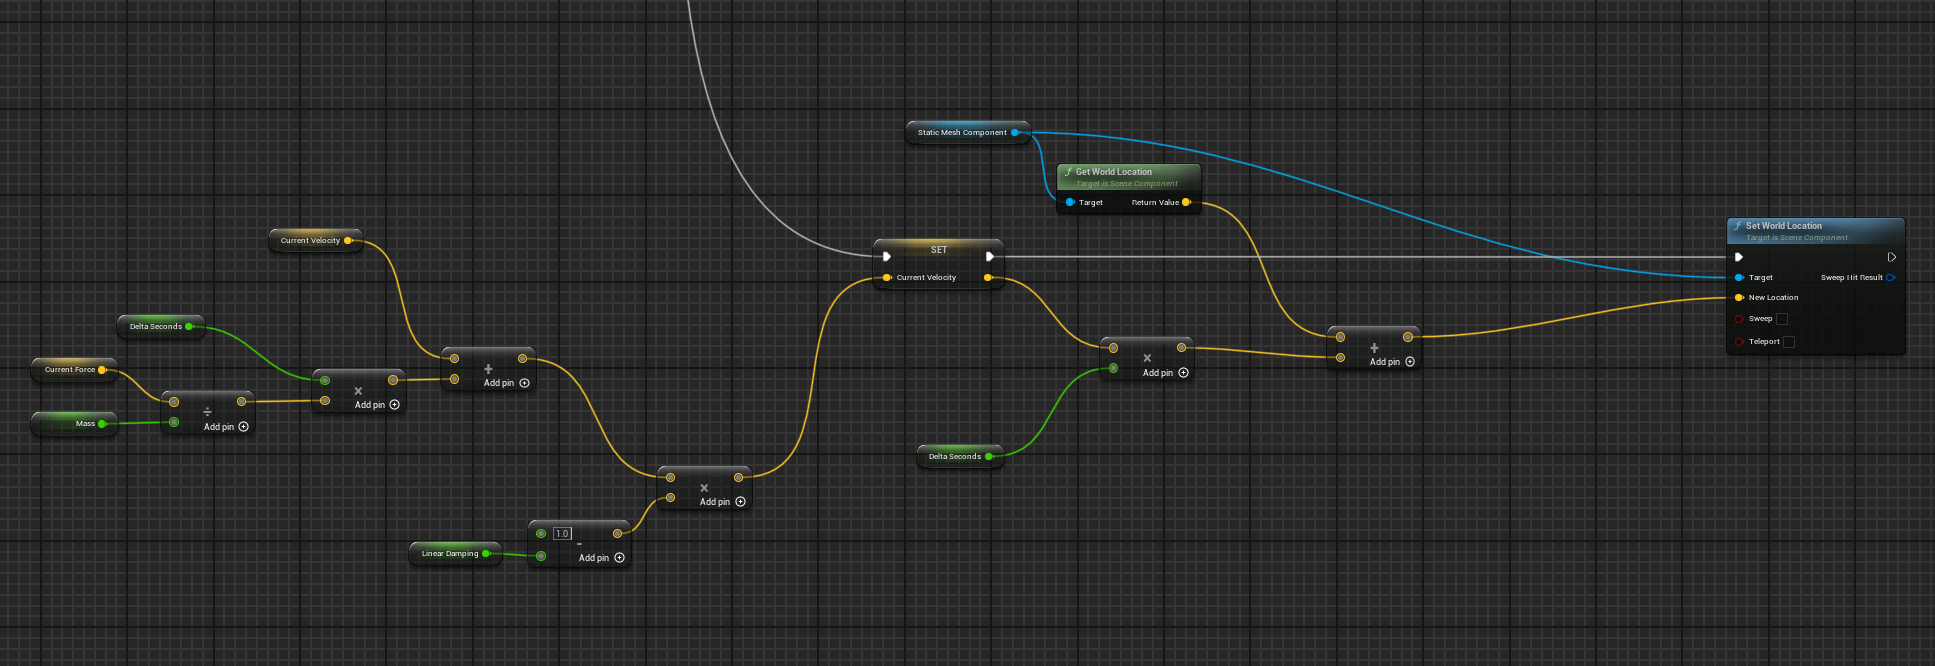 Static Mesh Component
Get World Location
Target is Scene Component
Target
Return Value
Set World Location
Target is Scene Component
Target
Sweep Hit Result
New Location
Sweep
Teleport
Current Velocity
SET
Current Velocity
Delta Seconds
Current Force
Mass
÷
Add pin
×
Add pin
+
Add pin
×
Add pin
+
Add pin
Delta Seconds
×
Add pin
1.0
-
Add pin
Linear Damping